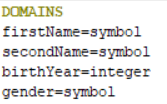 DOMAINS
firstName=symbol
secondName=symbol
birthYear=integer
gender=symbol